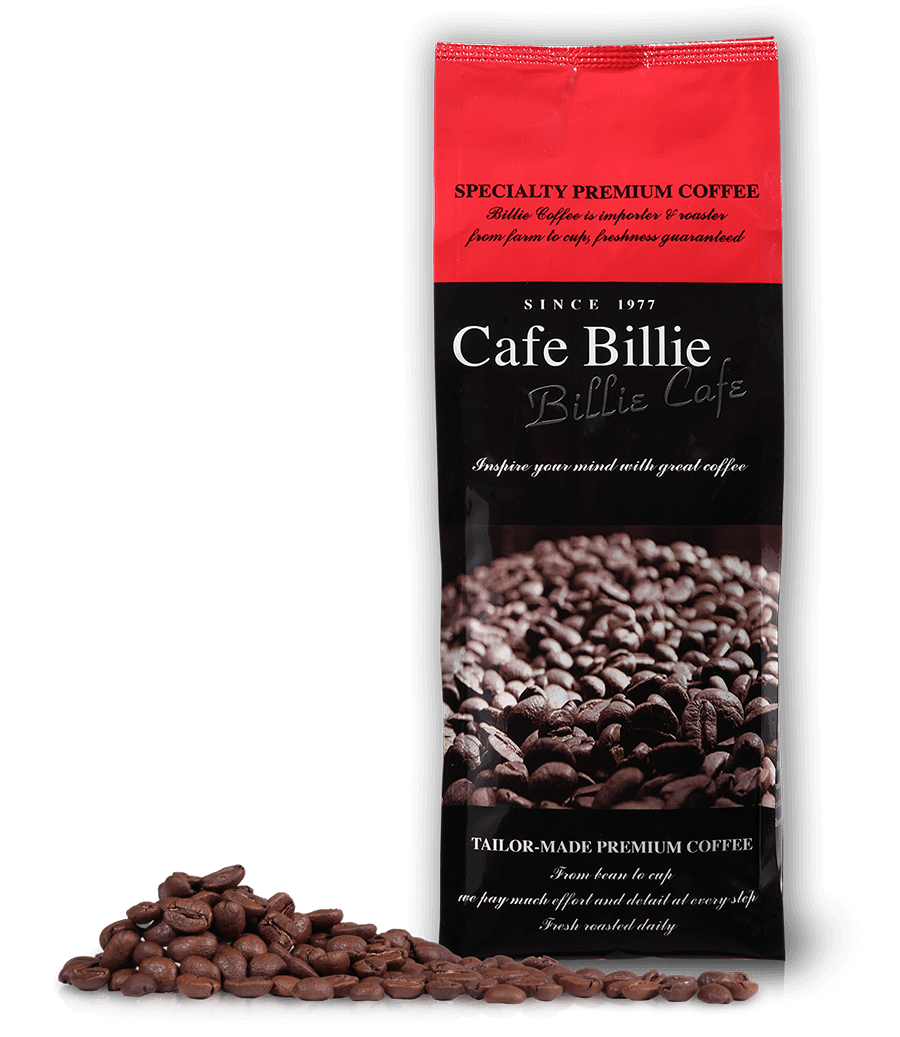 SPECIALTY PREMIUM COFFEE
Billie Coffee is importer & roaster
from farm to cup, freshness guaranteed
SINCE 1977
Cafe Billie
Billie Cafe
Inspire your mind with great coffee
TAILOR-MADE PREMIUM COFFEE
From bean to cup
we pay much effort and detail at every step
Fresh roasted daily